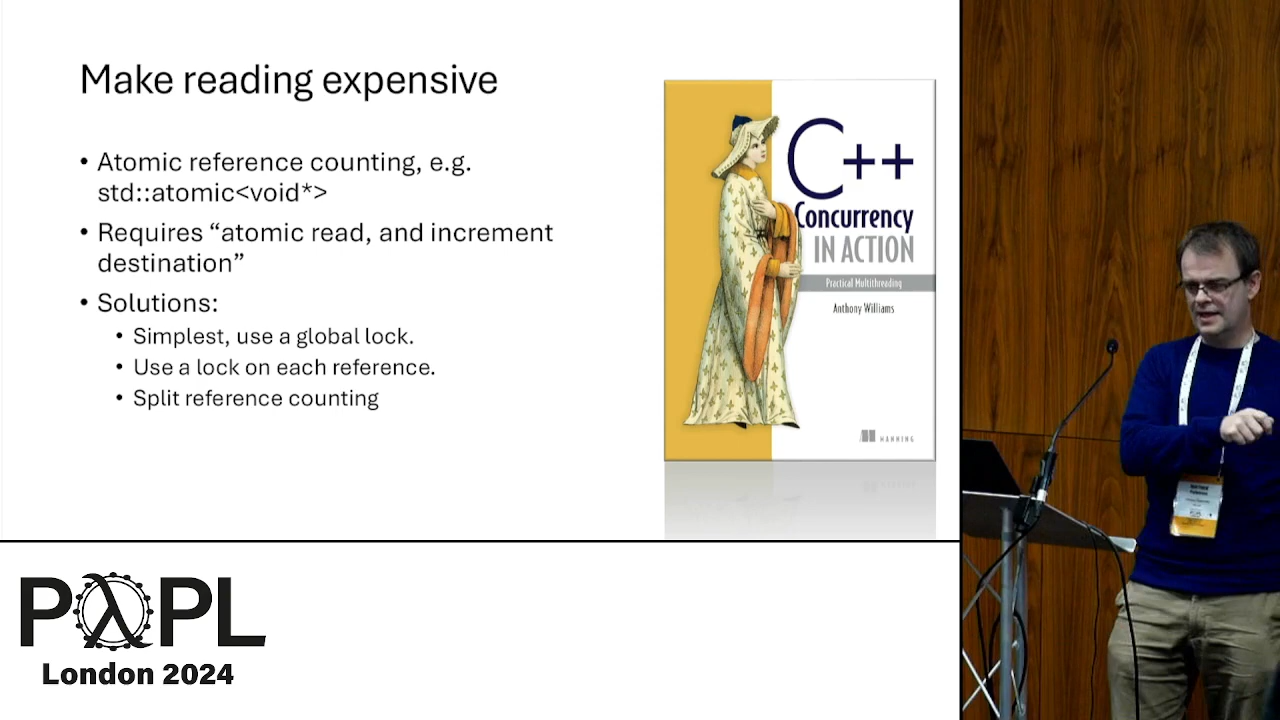 Make reading expensive
• Atomic reference counting, e.g.
std::atomic<void*>
• Requires “atomic read, and increment
destination”
• Solutions:
• Simplest, use a global lock.
• Use a lock on each reference.
• Split reference counting
C++
Concurrency
IN ACTION
Practical Multithreading
Anthony Williams
MANNING
PλPL
London 2024